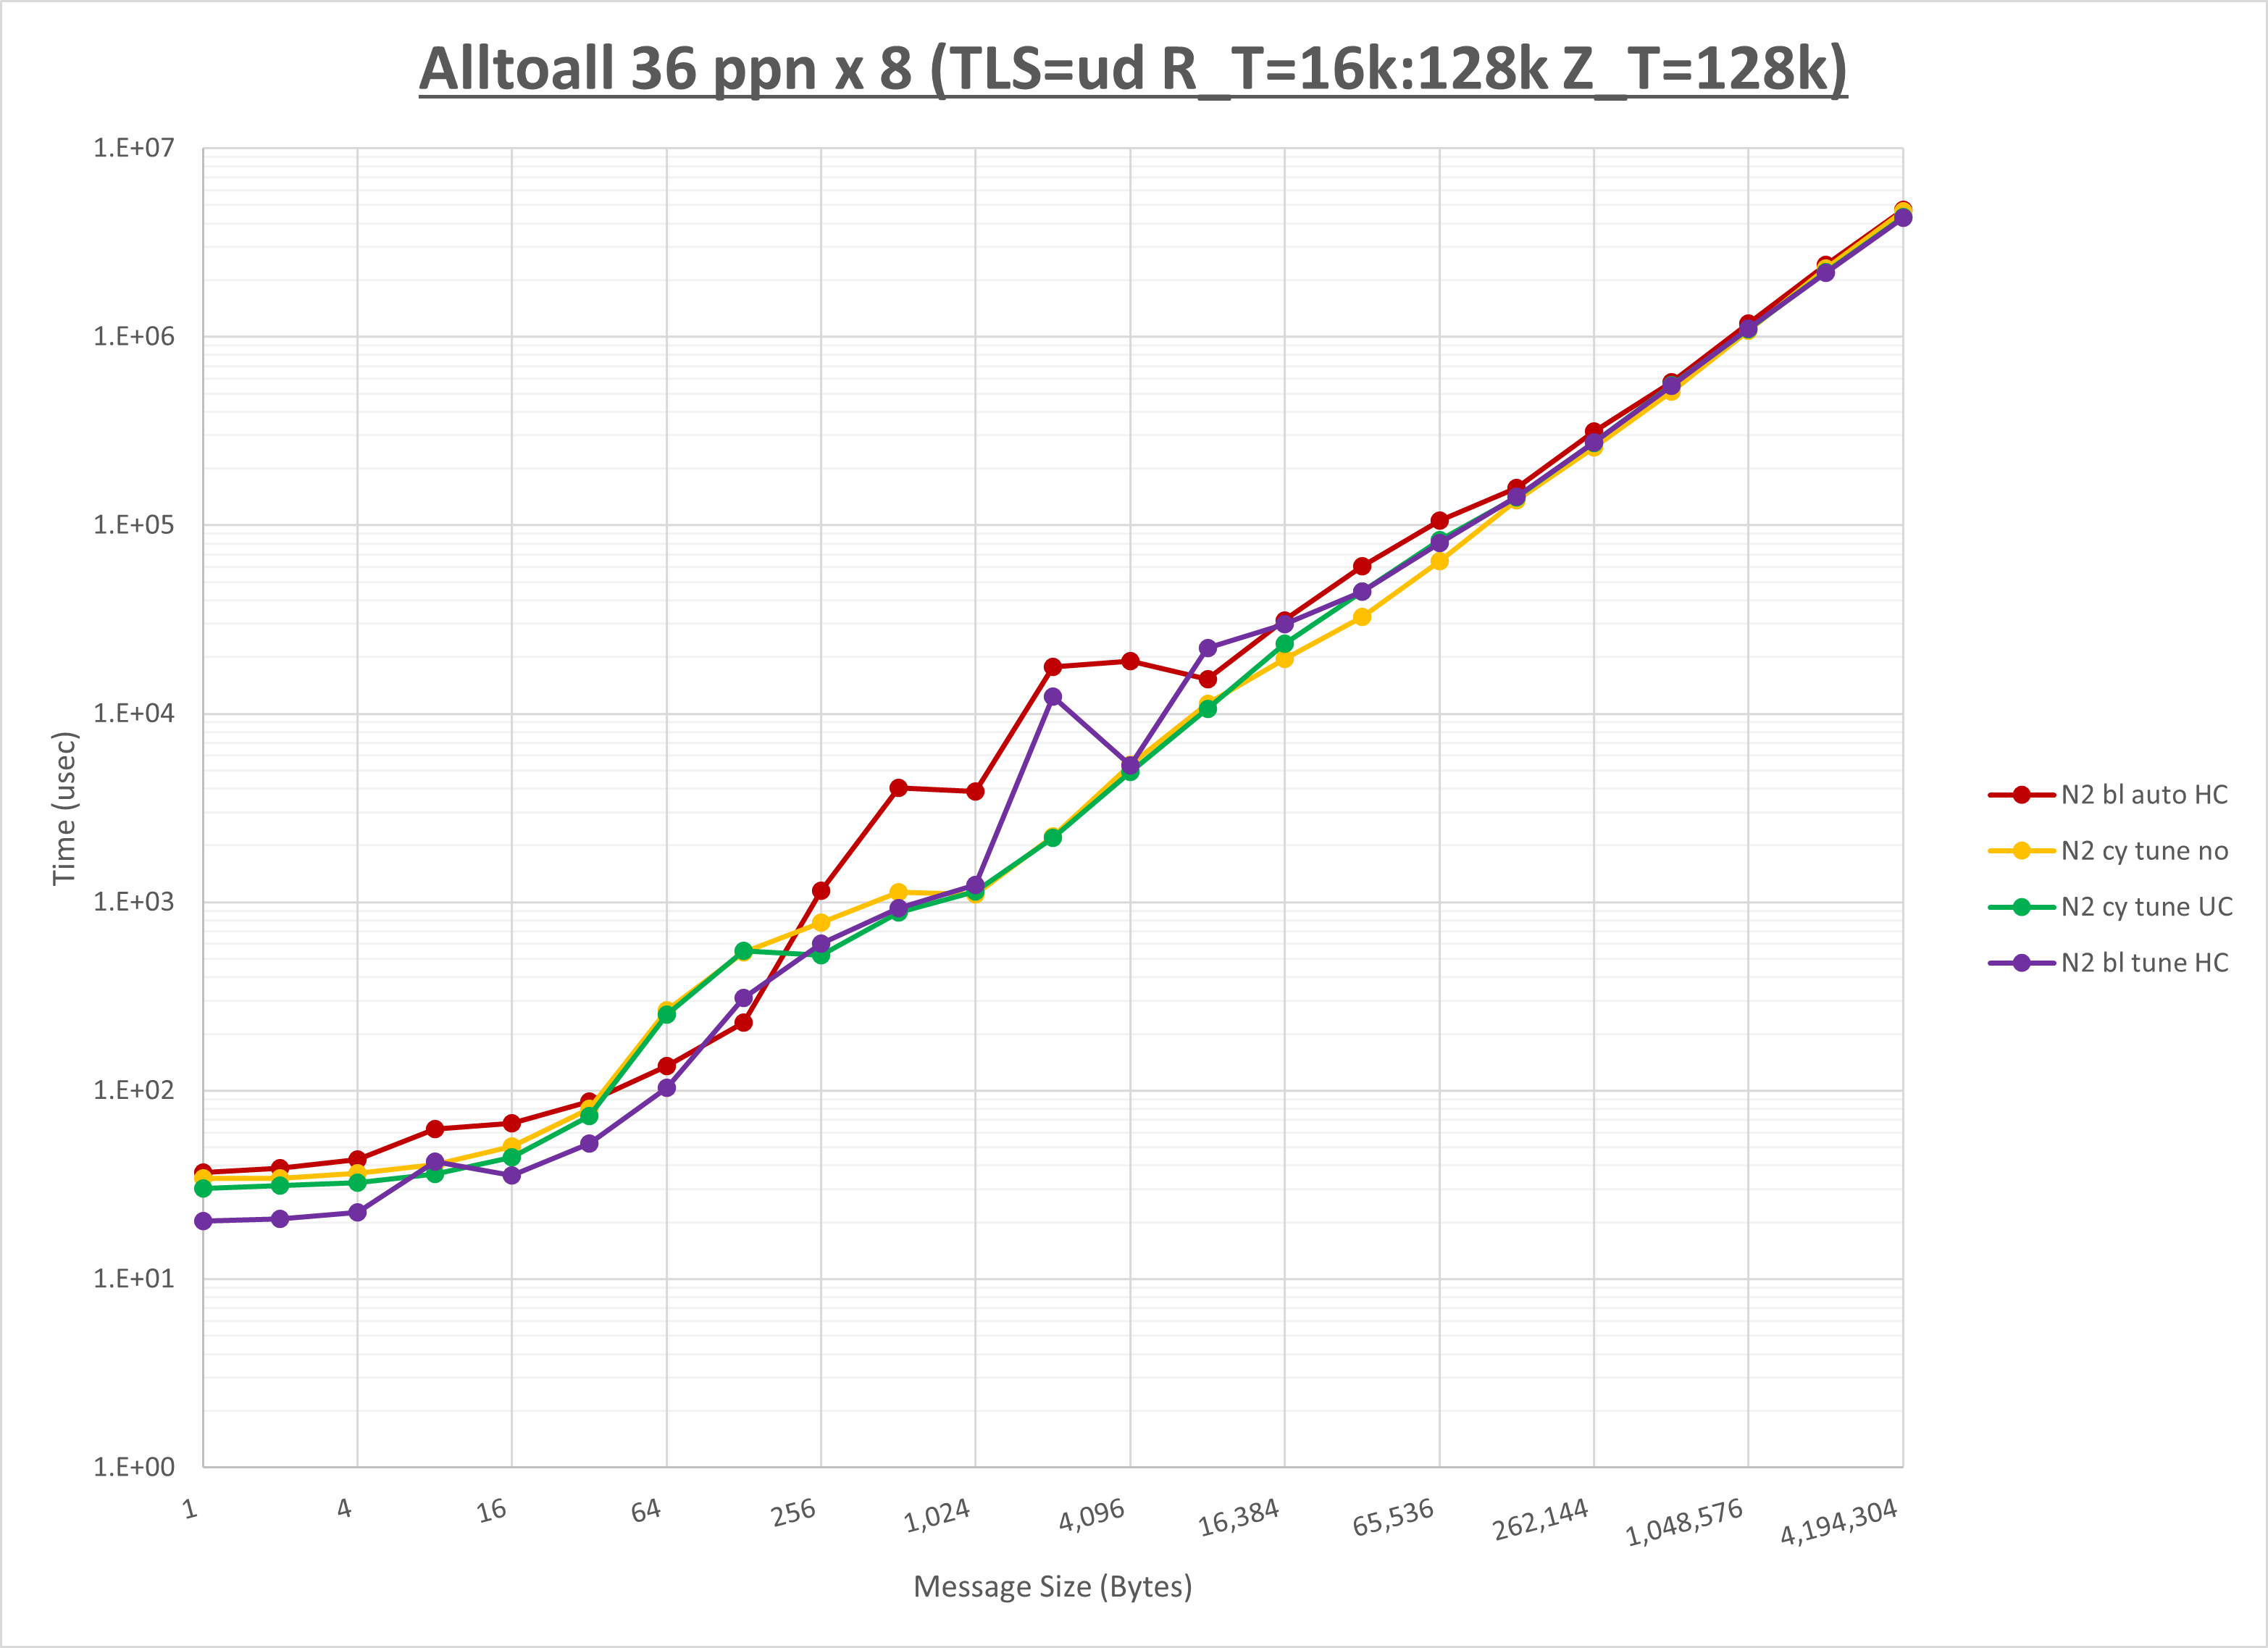 Alltoall 36 ppn x 8 (TLS=ud R_T=16k:128k Z_T=128k)
1.E+07
1.E+06
1.E+05
1.E+04
1.E+03
1.E+02
1.E+01
1.E+00
Time (usec)
1 4 16 64 256 1,024 4,096 16,384 65,536 262,144 1,048,576 4,194,304
Message Size (Bytes)
N2 bl auto HC
N2 cy tune no
N2 cy tune UC
N2 bl tune HC